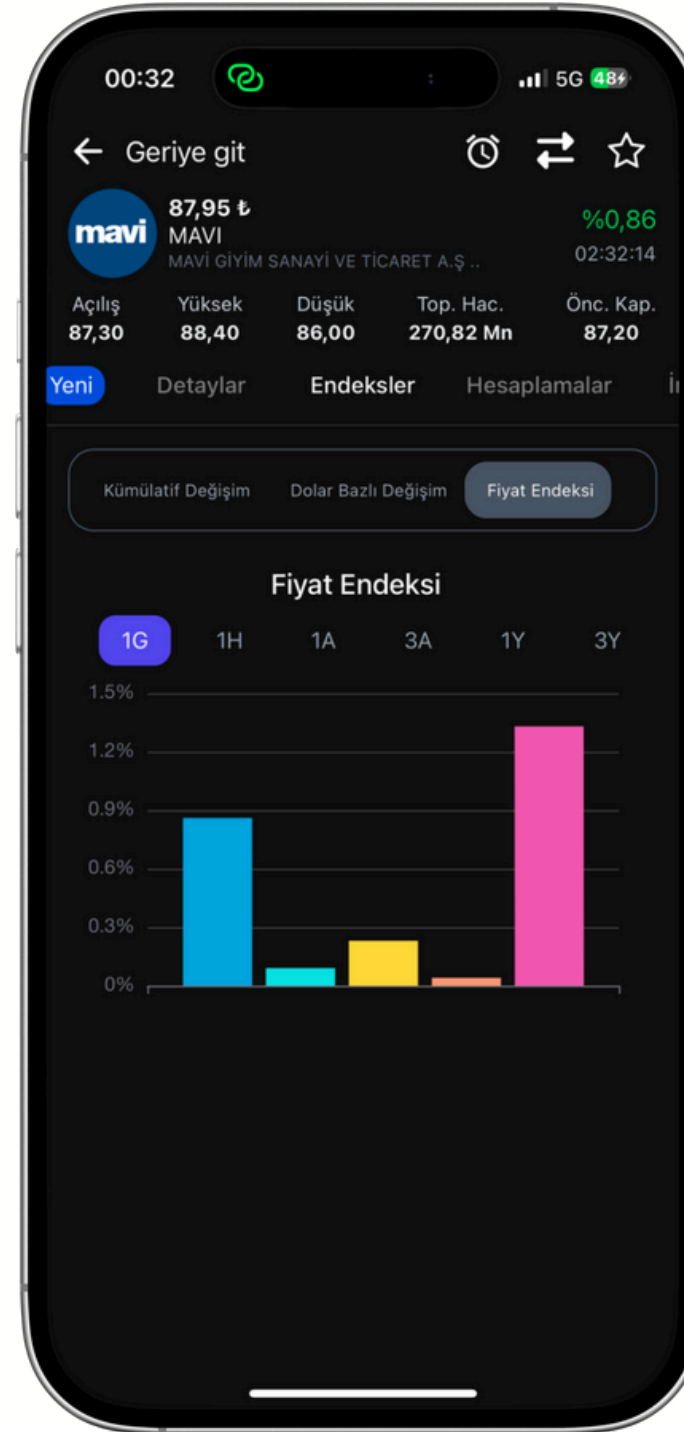 00:32
5G 48
Geriye git
mavi
87,95 ₺
MAVI
MAVİ GİYİM SANAYİ VE TİCARET A.Ş ..
%0,86
02:32:14
Açılış Yüksek Düşük Top. Hac. Önc. Kap.
87,30 88,40 86,00 270,82 Mn 87,20
Yeni Detaylar Endeksler Hesaplamalar
Kümülatif Değişim Dolar Bazlı Değişim Fiyat Endeksi
Fiyat Endeksi
1G 1H 1A 3A 1Y 3Y
1.5%
1.2%
0.9%
0.6%
0.3%
0%